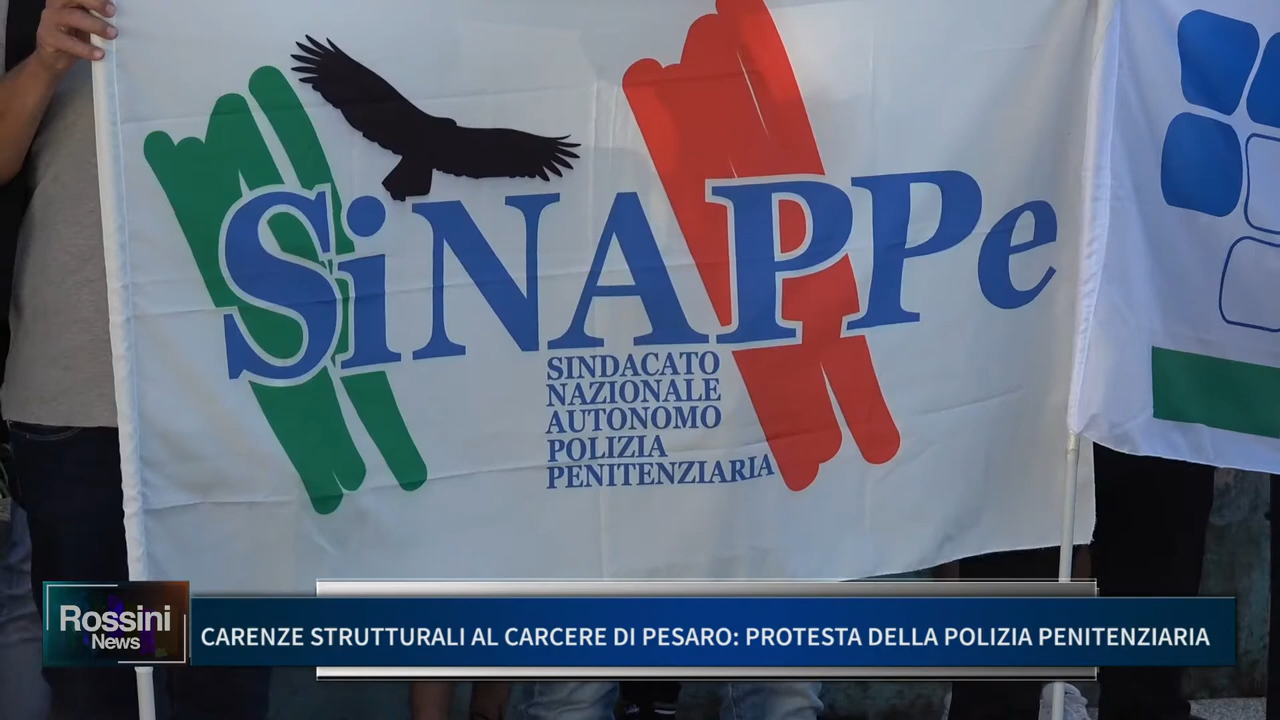 SiNAPPe
SINDACATO
NAZIONALE
AUTONOMO
POLIZIA
PENITENZIARIA
Rossini
News
CARENZE STRUTTURALI AL CARCERE DI PESARO: PROTESTA DELLA POLIZIA PENITENZIARIA